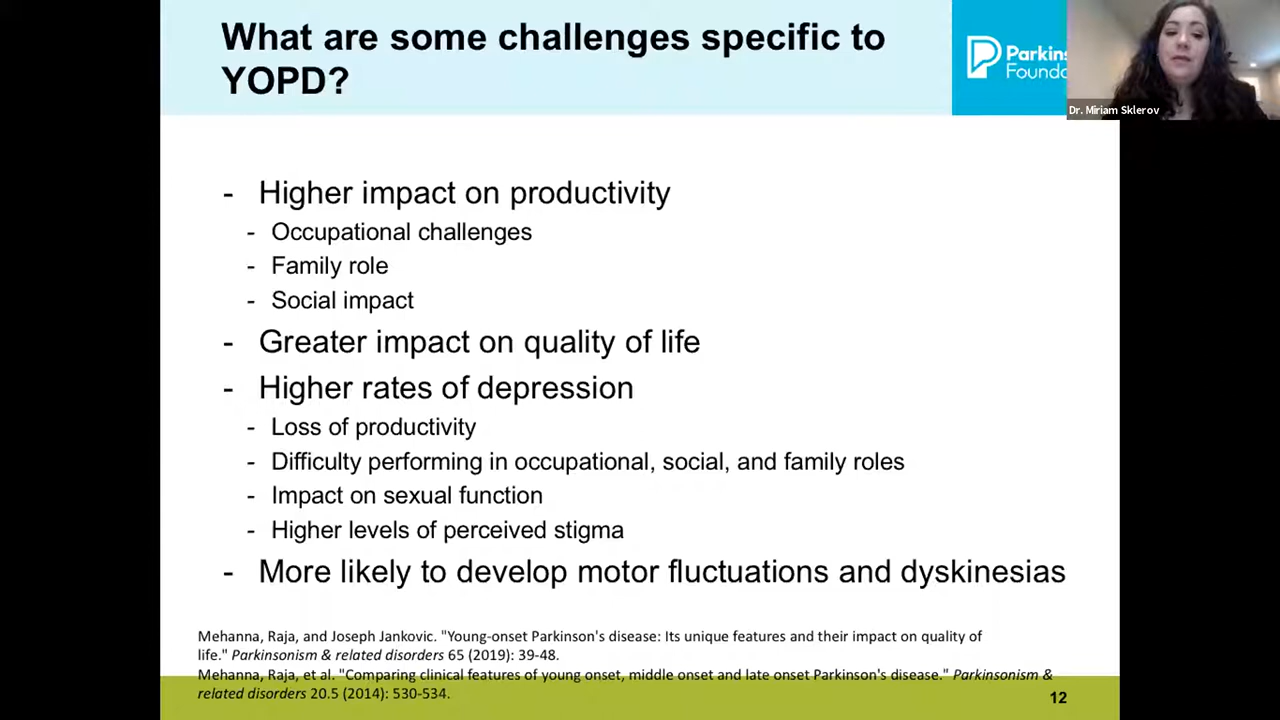 What are some challenges specific to
YOPD?
Parkins
Founda
Dr. Miriam Sklerov
- Higher impact on productivity
- Occupational challenges
- Family role
- Social impact
- Greater impact on quality of life
- Higher rates of depression
- Loss of productivity
- Difficulty performing in occupational, social, and family roles
- Impact on sexual function
- Higher levels of perceived stigma
- More likely to develop motor fluctuations and dyskinesias
Mehanna, Raja, and Joseph Jankovic. "Young-onset Parkinson's disease: Its unique features and their impact on quality of
life." Parkinsonism & related disorders 65 (2019): 39-48.
Mehanna, Raja, et al. "Comparing clinical features of young onset, middle onset and late onset Parkinson's disease." Parkinsonism &
related disorders 20.5 (2014): 530-534.
12